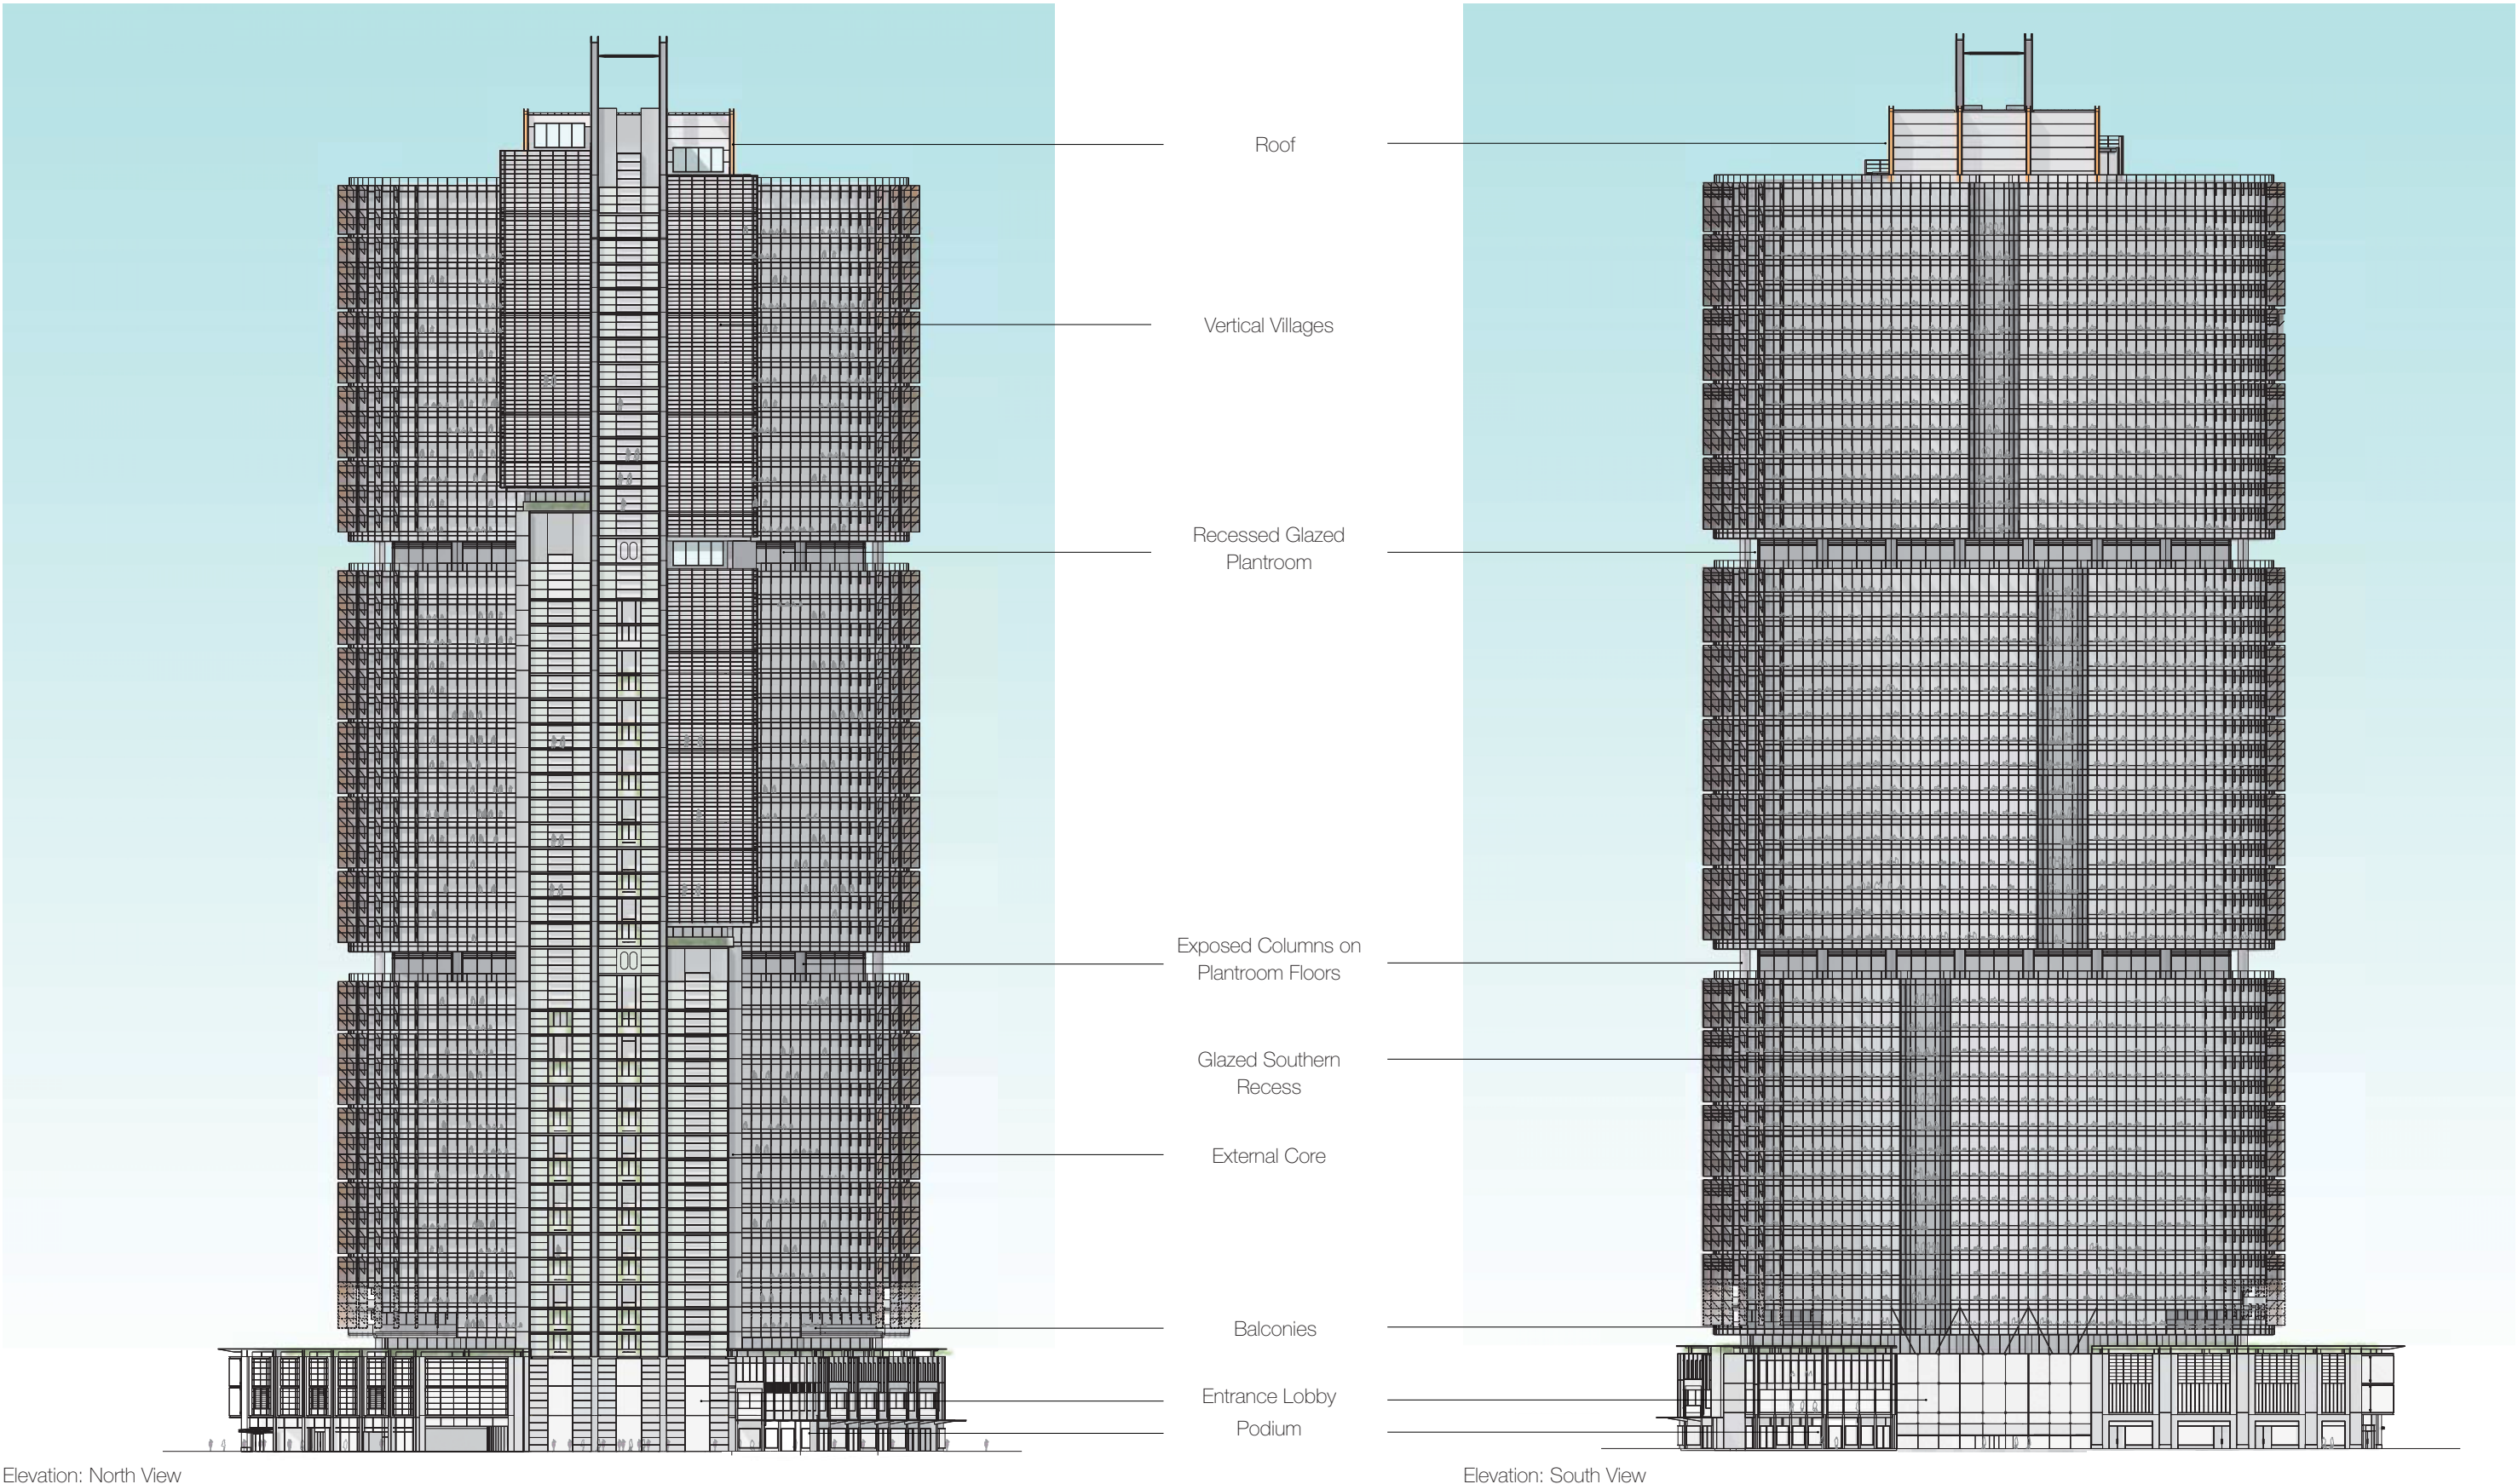 Roof
Vertical Villages
Recessed Glazed
Plantroom
Exposed Columns on
Plantroom Floors
Glazed Southern
Recess
External Core
Balconies
Entrance Lobby
Podium
Elevation: North View
Elevation: South View